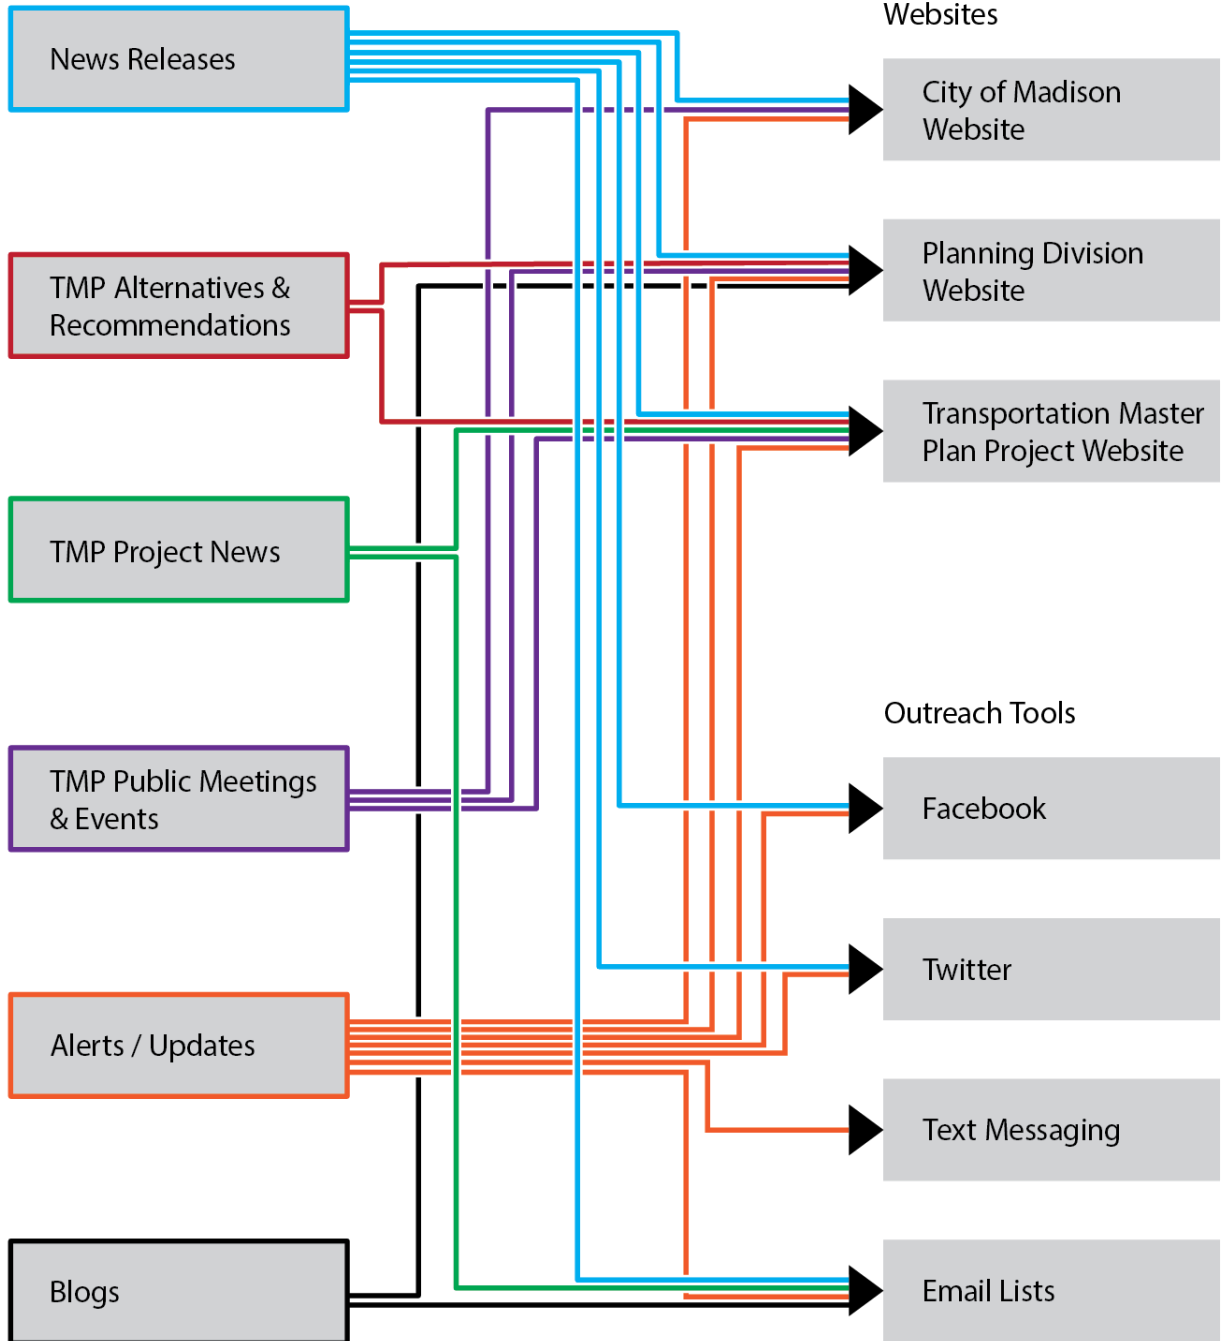 News Releases
TMP Alternatives &
Recommendations
TMP Project News
TMP Public Meetings
& Events
Alerts / Updates
Blogs
Websites
City of Madison
Website
Planning Division
Website
Transportation Master
Plan Project Website
Outreach Tools
Facebook
Twitter
Text Messaging
Email Lists